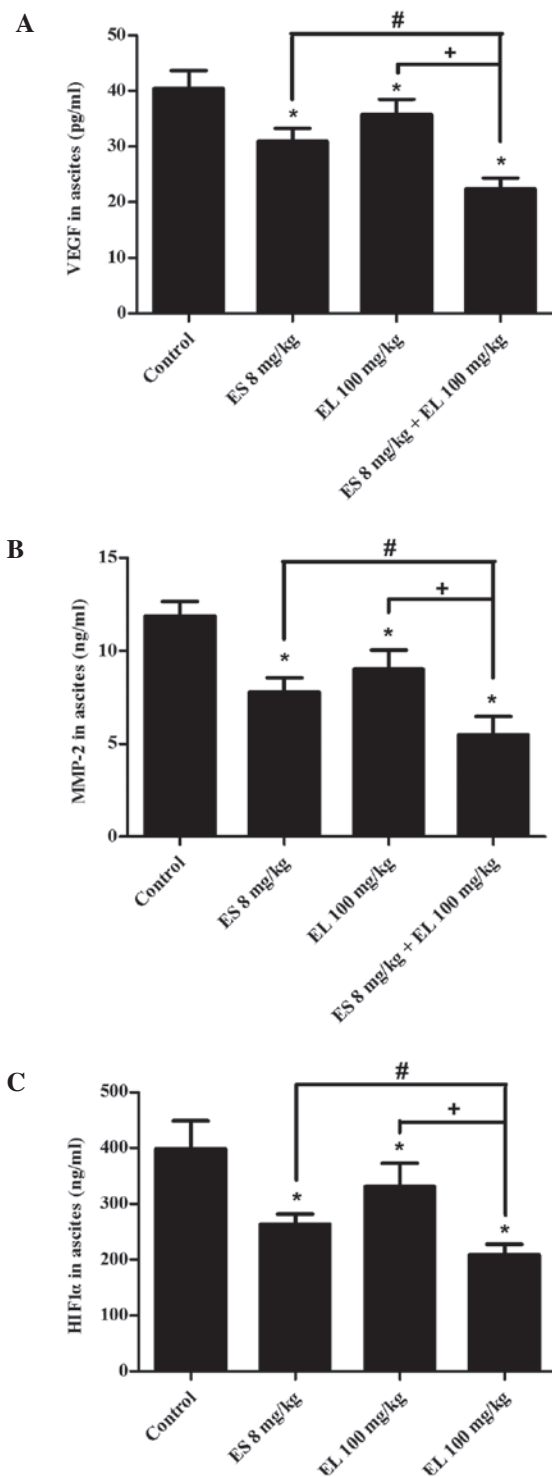 A
VEGF in ascites (pg/ml)
50
40
30
20
10
0
#
+
*
*
*
Control
ES 8 mg/kg
EL 100 mg/kg
ES 8 mg/kg + EL 100 mg/kg
B
MMP-2 in ascites (ng/ml)
15
10
5
0
#
+
*
*
*
Control
ES 8 mg/kg
EL 100 mg/kg
ES 8 mg/kg + EL 100 mg/kg
C
HIF1α in ascites (ng/ml)
500
400
300
200
100
0
#
+
*
*
*
Control
ES 8 mg/kg
EL 100 mg/kg
EL 100 mg/kg